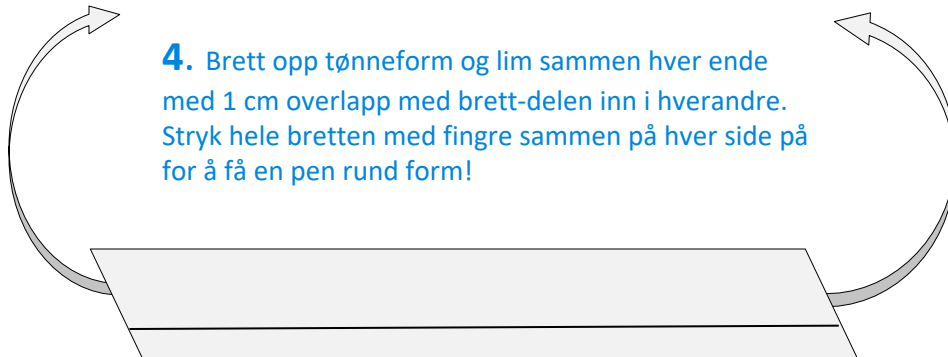 4. Brett opp tønneform og lim sammen hver ende
med 1 cm overlapp med brett-delen inn i hverandre.
Stryk hele bretten med fingre sammen på hver side på
for å få en pen rund form!